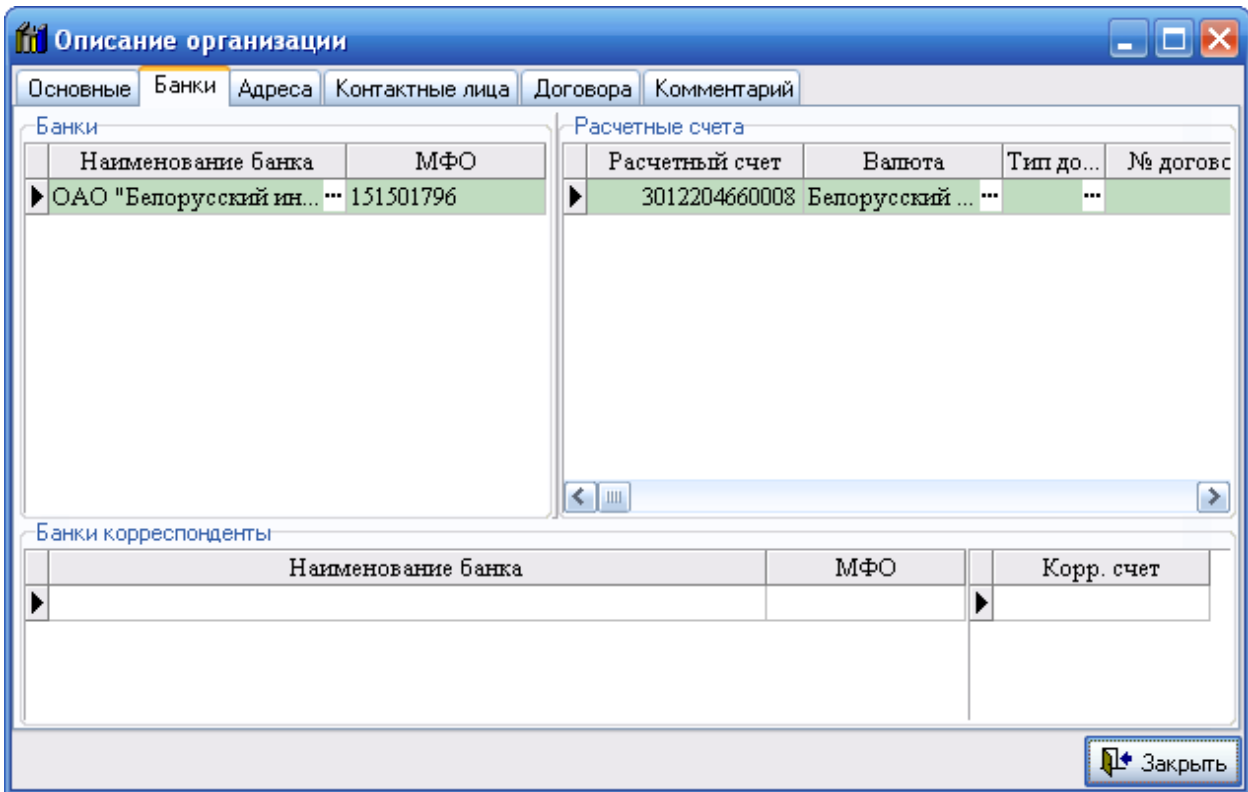 Описание организации
Основные Банки Адреса Контактные лица Договора Комментарий
Банки
Наименование банка МФО
ОАО "Белорусский ин... ... 151501796
Расчетные счета
Расчетный счет Валюта Тип до... № догово
3012204660008 Белорусский ... ... ...
Банки корреспонденты
Наименование банка МФО Корр. счет
Закрыть